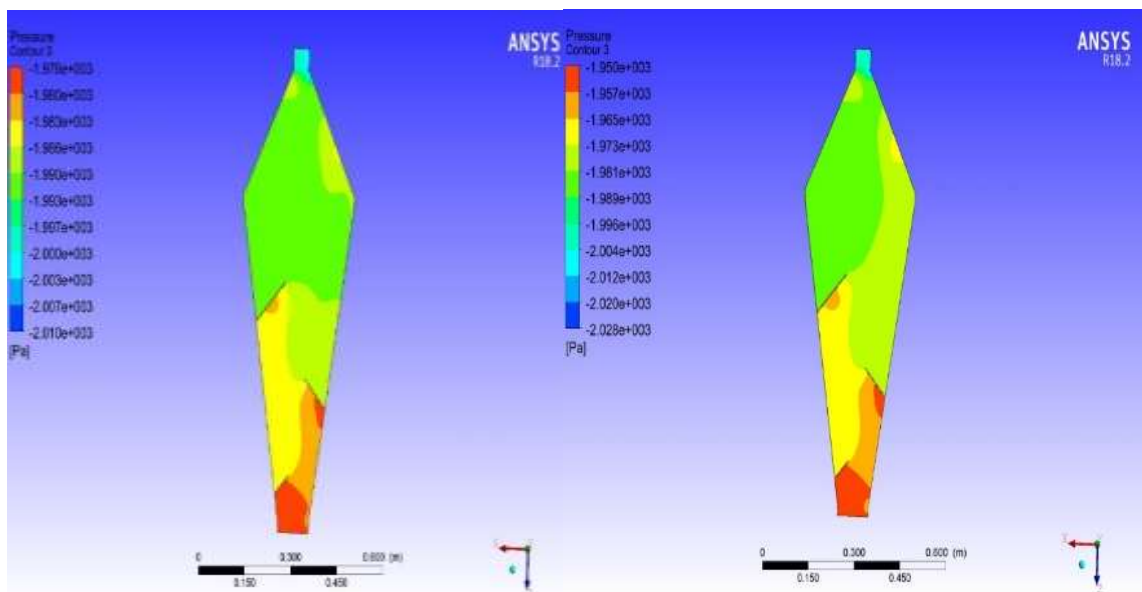 Pressure
Contour 3
-1.976e+003
-1.980e+003
-1.983e+003
-1.986e+003
-1.990e+003
-1.993e+003
-1.997e+003
-2.000e+003
-2.003e+003
-2.007e+003
-2.010e+003
[Pa]
ANSYS
R18.2
0
0.300
0.600 (m)
0.150
0.450
Pressure
Contour 3
-1.950e+003
-1.957e+003
-1.965e+003
-1.973e+003
-1.981e+003
-1.989e+003
-1.996e+003
-2.004e+003
-2.012e+003
-2.020e+003
-2.028e+003
[Pa]
ANSYS
R18.2
0
0.300
0.600 (m)
0.150
0.450